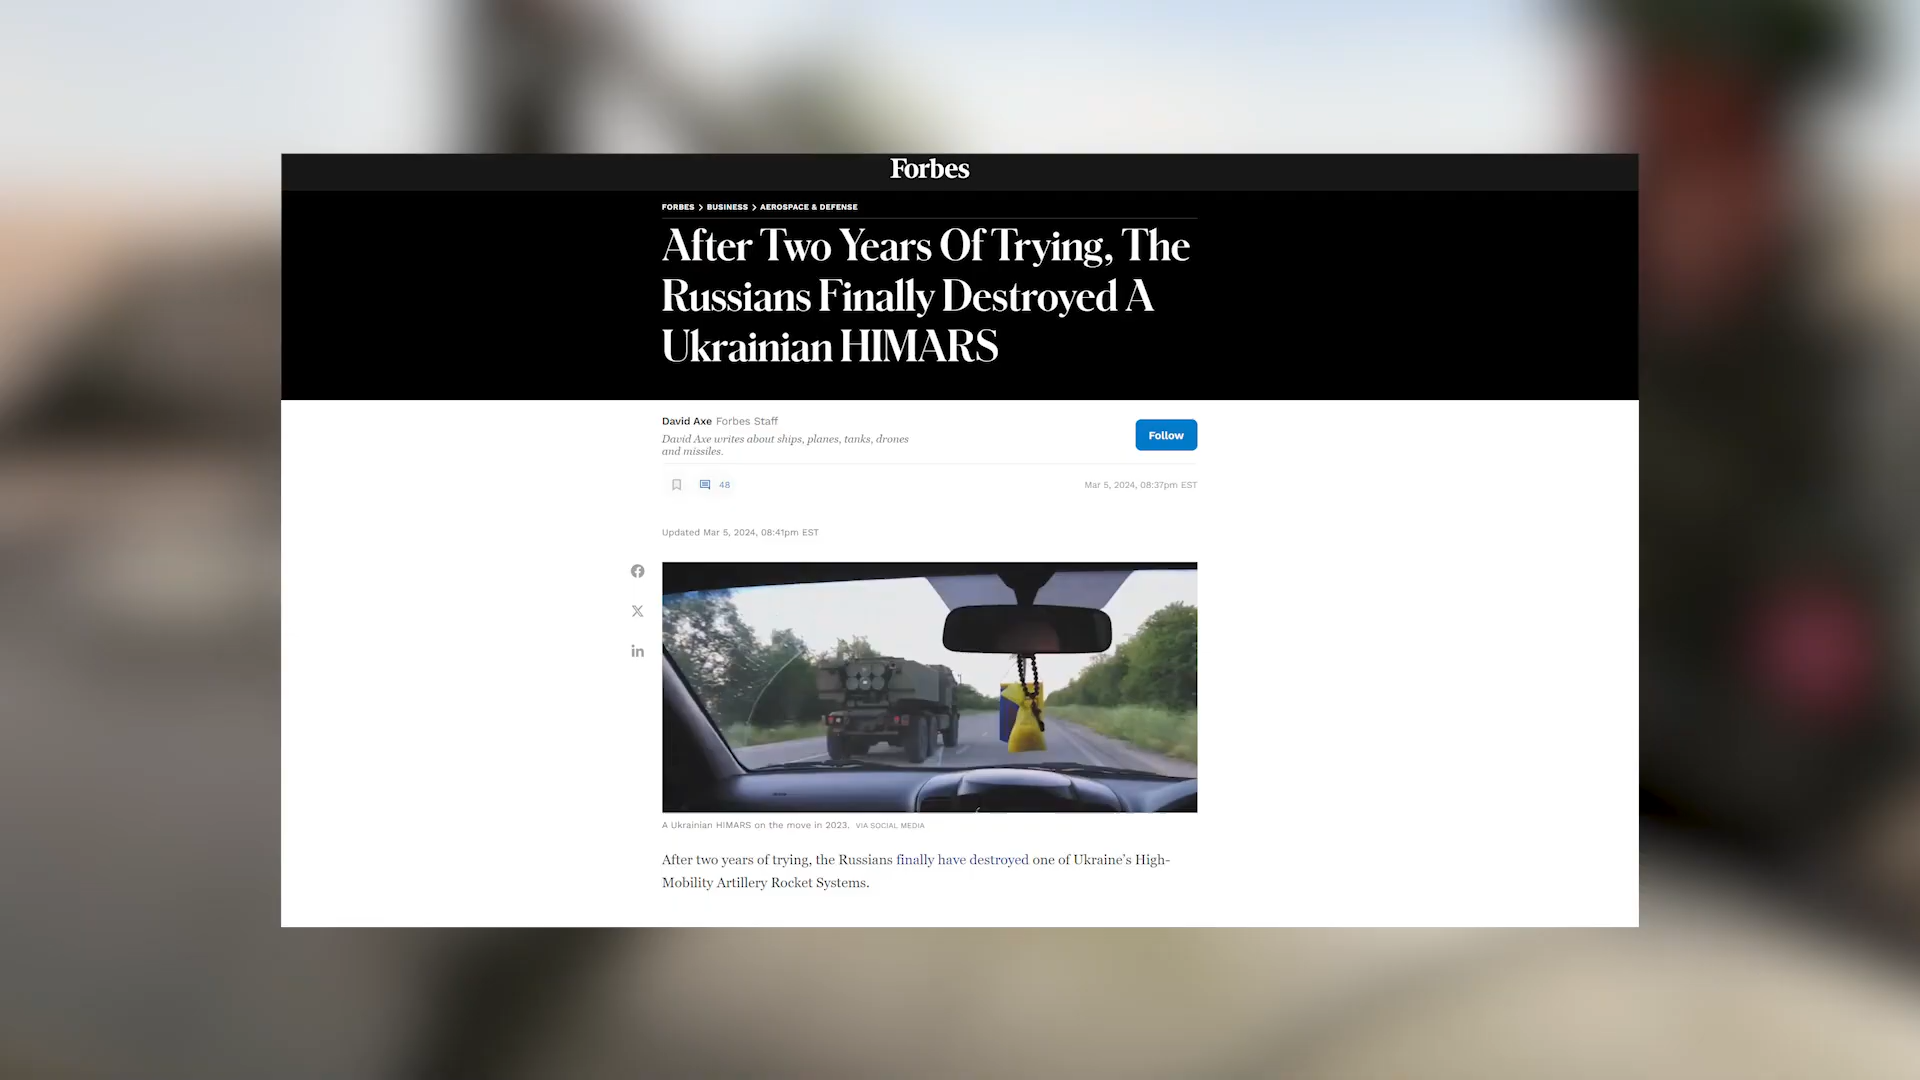 Forbes
FORBES > BUSINESS > AEROSPACE & DEFENSE
After Two Years Of Trying, The
Russians Finally Destroyed A
Ukrainian HIMARS
David Axe Forbes Staff
David Axe writes about ships, planes, tanks, drones
and missiles.
Follow
48
Mar 5, 2024, 08:37pm EST
Updated Mar 5, 2024, 08:41pm EST
A Ukrainian HIMARS on the move in 2023. VIA SOCIAL MEDIA
After two years of trying, the Russians finally have destroyed one of Ukraine's High-
Mobility Artillery Rocket Systems.